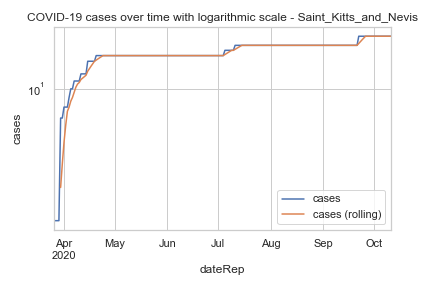 COVID-19 cases over time with logarithmic scale - Saint_Kitts_and_Nevis
10¹
cases
cases
cases (rolling)
Apr May Jun Jul Aug Sep Oct
2020
dateRep